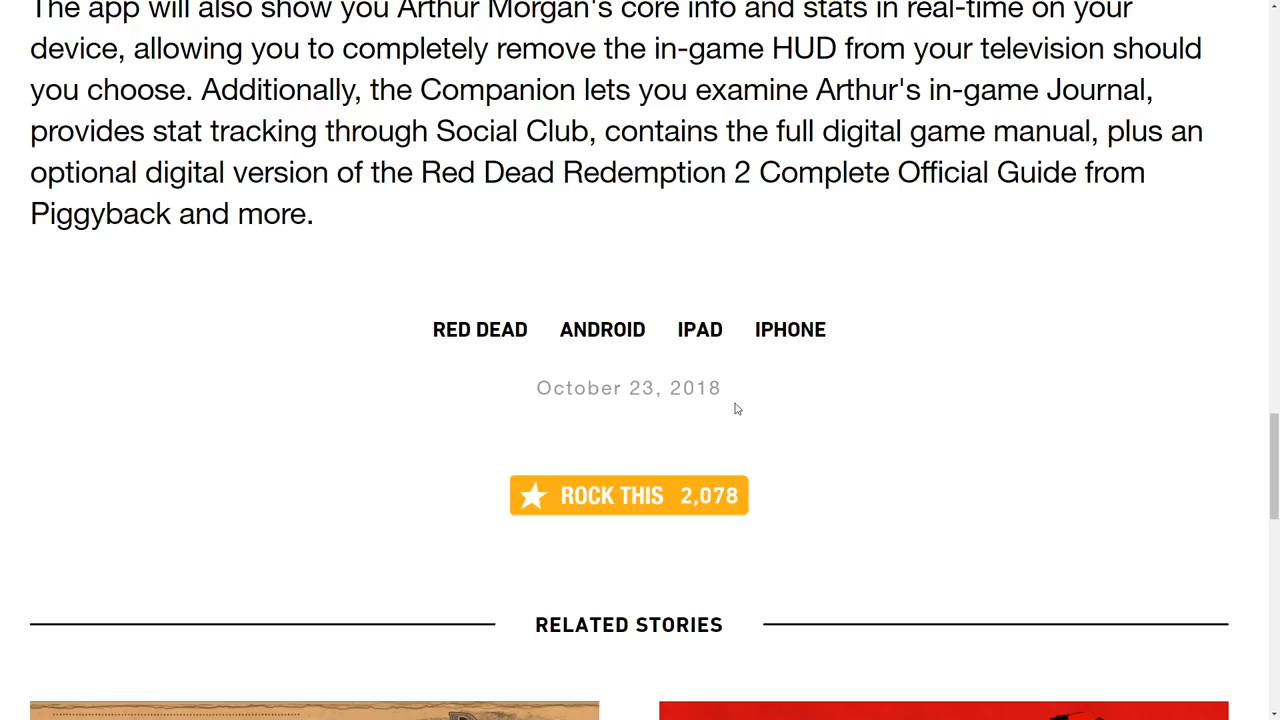 The app will also show you Arthur Morgan's core info and stats in real-time on your
device, allowing you to completely remove the in-game HUD from your television should
you choose. Additionally, the Companion lets you examine Arthur's in-game Journal,
provides stat tracking through Social Club, contains the full digital game manual, plus an
optional digital version of the Red Dead Redemption 2 Complete Official Guide from
Piggyback and more.
RED DEAD ANDROID IPAD IPHONE
October 23, 2018
ROCK THIS 2,078
RELATED STORIES